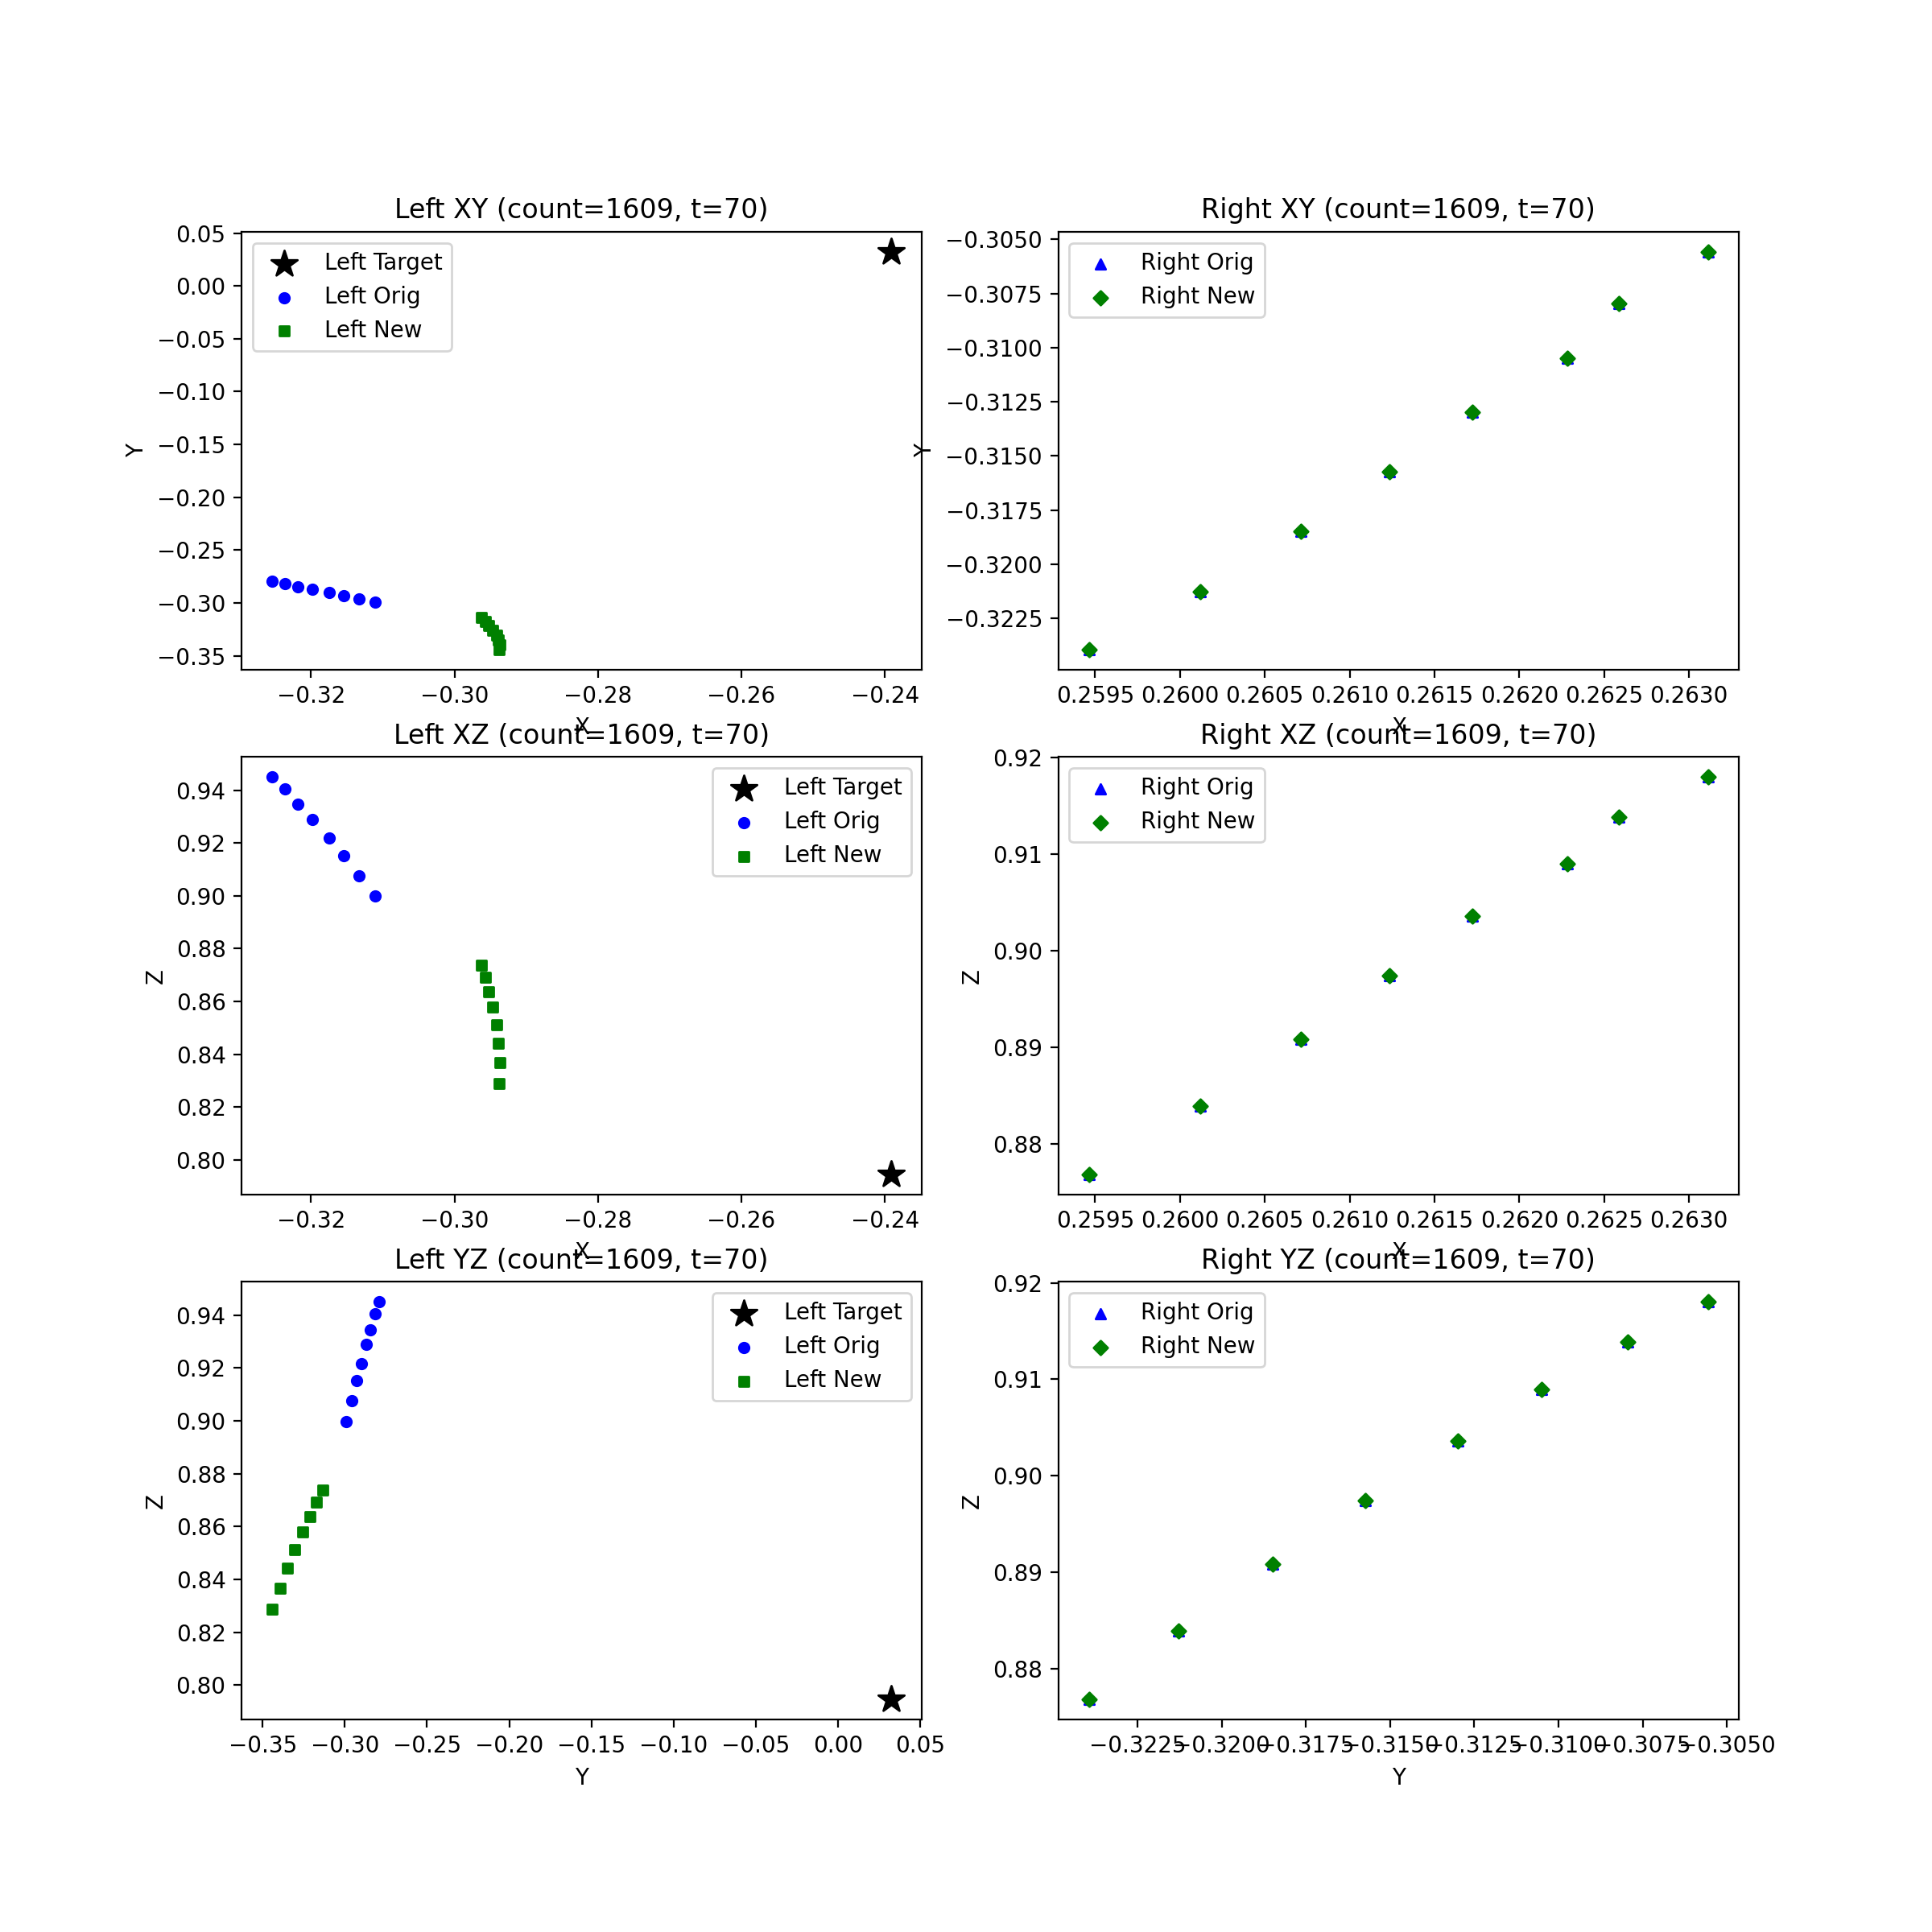 Left XY (count=1609, t=70)
Left Target
Left Orig
Left New
0.05
0.00
−0.05
−0.10
−0.15
−0.20
−0.25
−0.30
−0.35
Y
−0.32
−0.30
−0.28
−0.26
−0.24
X
Right XY (count=1609, t=70)
Right Orig
Right New
−0.3050
−0.3075
−0.3100
−0.3125
−0.3150
−0.3175
−0.3200
−0.3225
Y
0.2595
0.2600
0.2605
0.2610
0.2615
0.2620
0.2625
0.2630
X
Left XZ (count=1609, t=70)
Left Target
Left Orig
Left New
0.94
0.92
0.90
0.88
0.86
0.84
0.82
0.80
Z
−0.32
−0.30
−0.28
−0.26
−0.24
X
Right XZ (count=1609, t=70)
Right Orig
Right New
0.92
0.91
0.90
0.89
0.88
Z
0.2595
0.2600
0.2605
0.2610
0.2615
0.2620
0.2625
0.2630
X
Left YZ (count=1609, t=70)
Left Target
Left Orig
Left New
0.94
0.92
0.90
0.88
0.86
0.84
0.82
0.80
Z
−0.35
−0.30
−0.25
−0.20
−0.15
−0.10
−0.05
0.00
0.05
Y
Right YZ (count=1609, t=70)
Right Orig
Right New
0.92
0.91
0.90
0.89
0.88
Z
−0.3225
−0.3200
−0.3175
−0.3150
−0.3125
−0.3100
−0.3075
−0.3050
Y